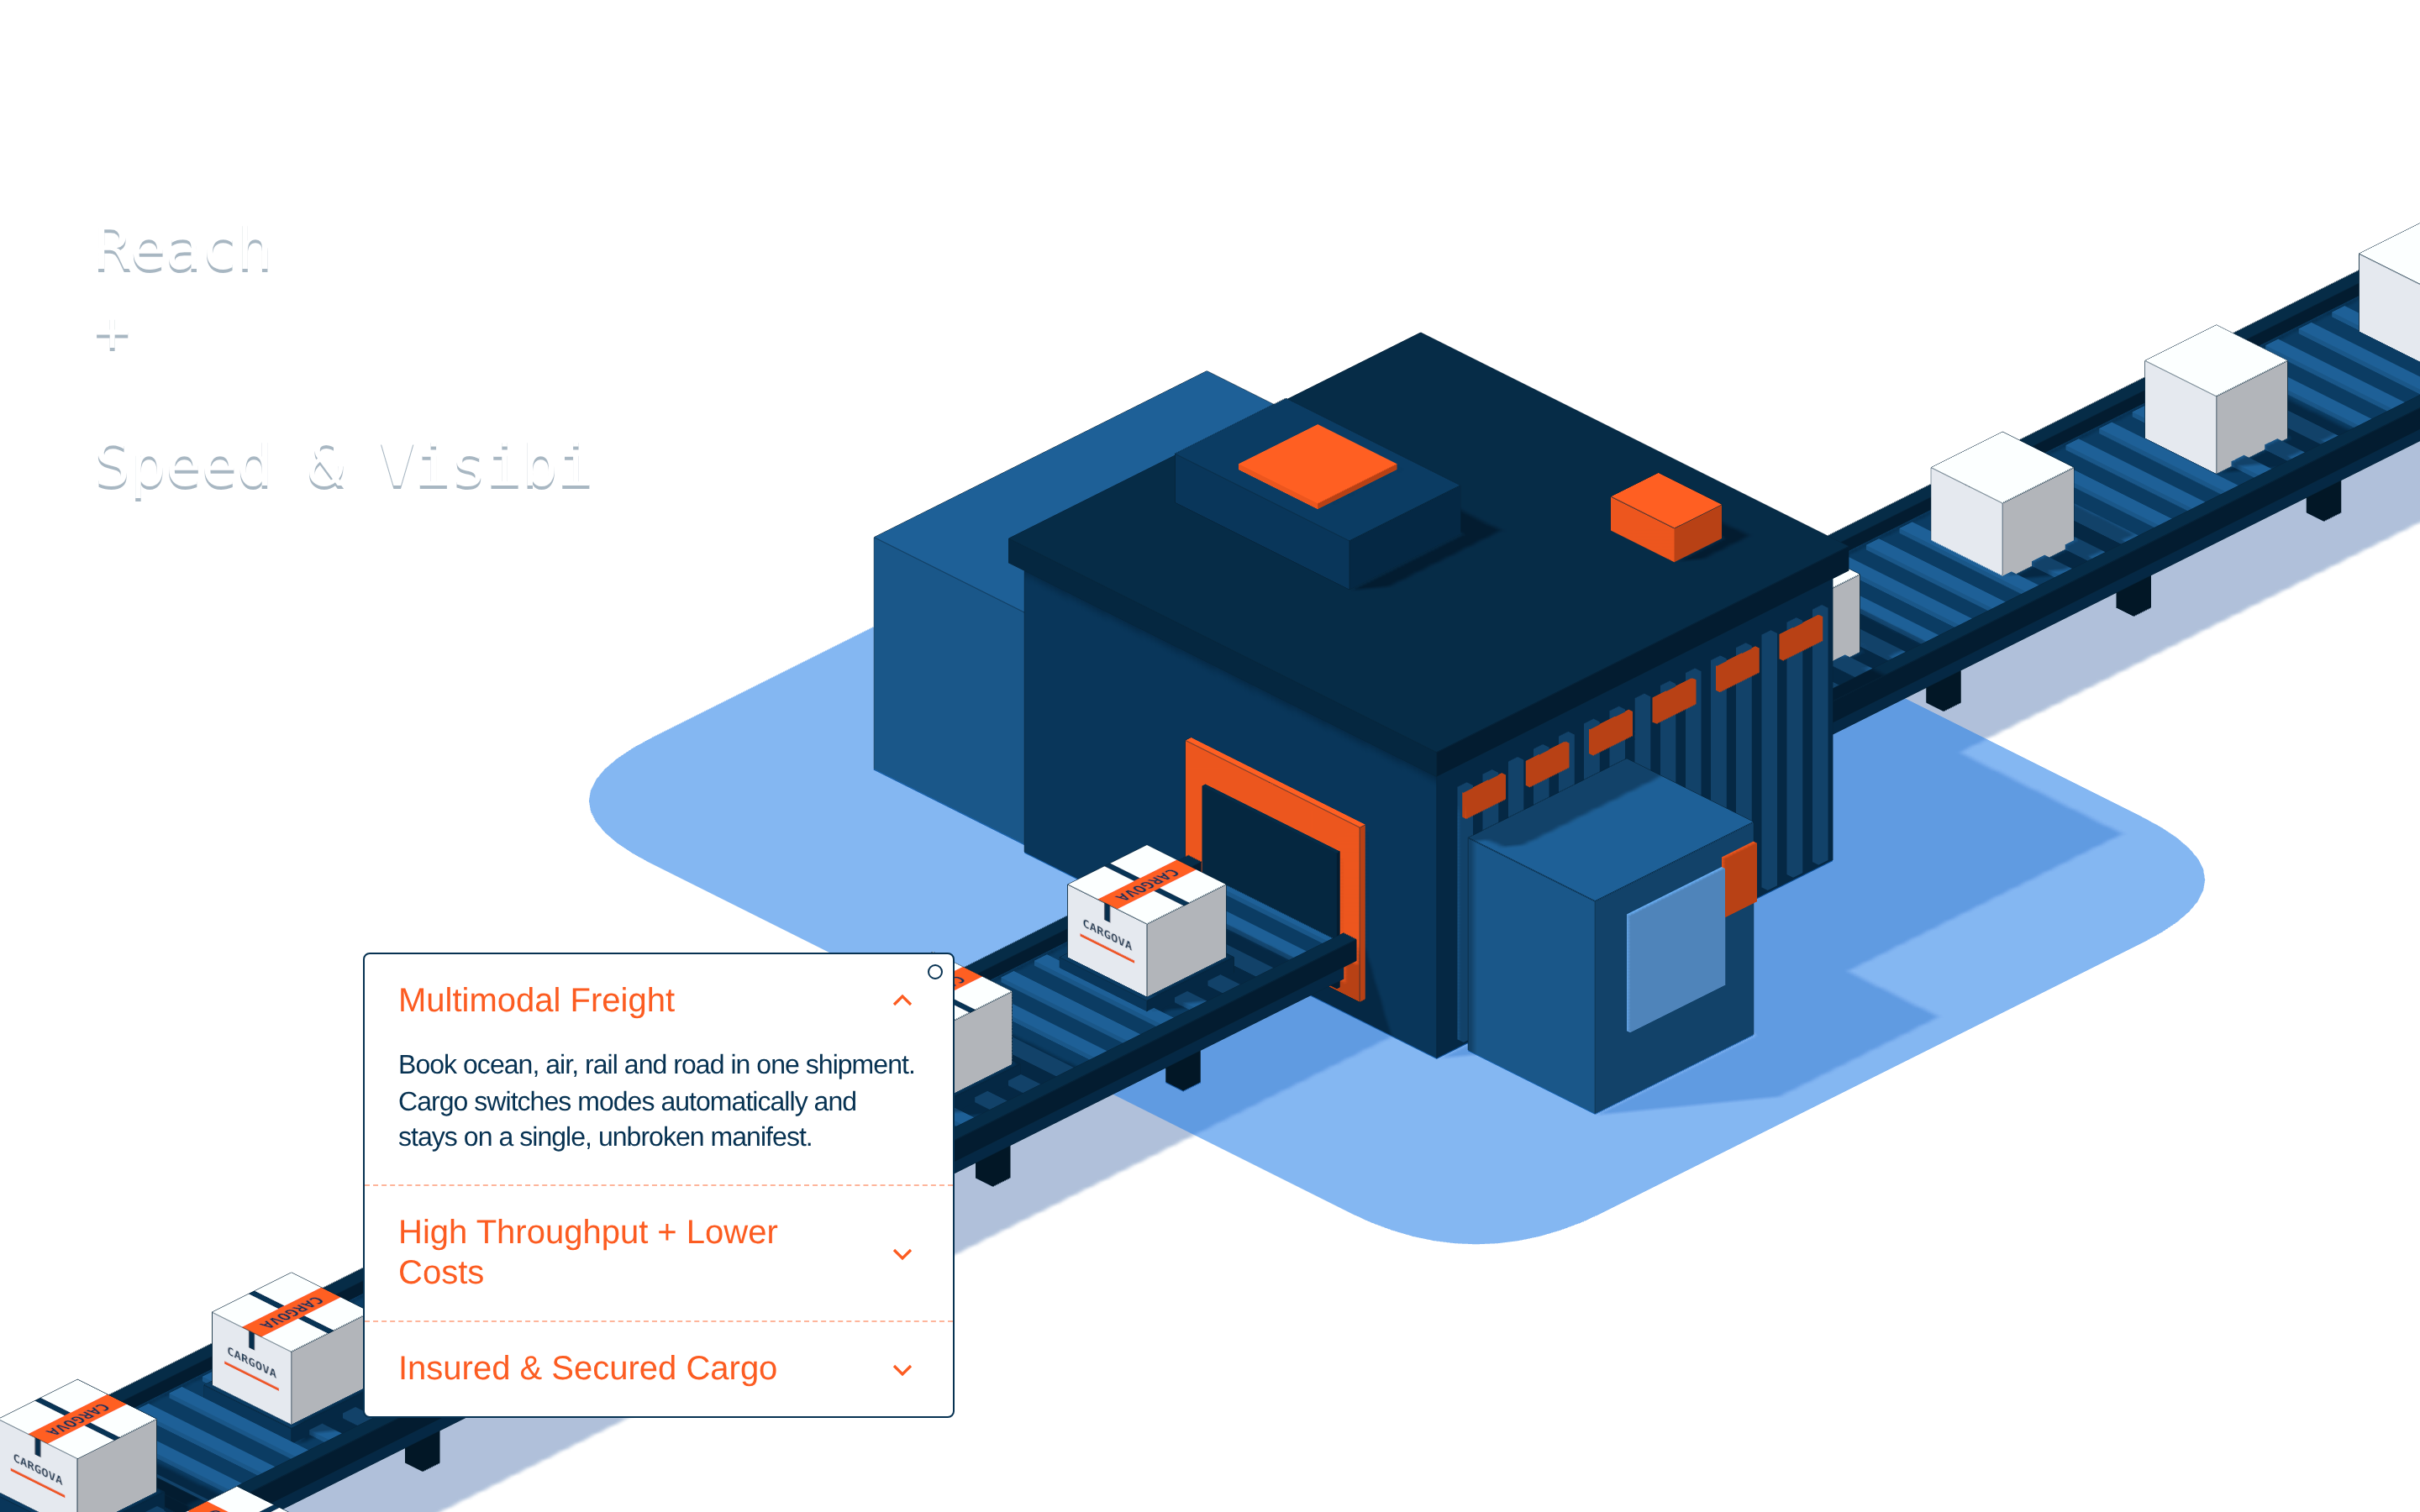 Reach
+
Speed & Visibi
CARGOVA
CARGOVA
Multimodal Freight
Book ocean, air, rail and road in one shipment.
Cargo switches modes automatically and
stays on a single, unbroken manifest.
High Throughput + Lower
Costs
Insured & Secured Cargo
CARGOVA
CARGOVA
CARGOVA
CARGOVA